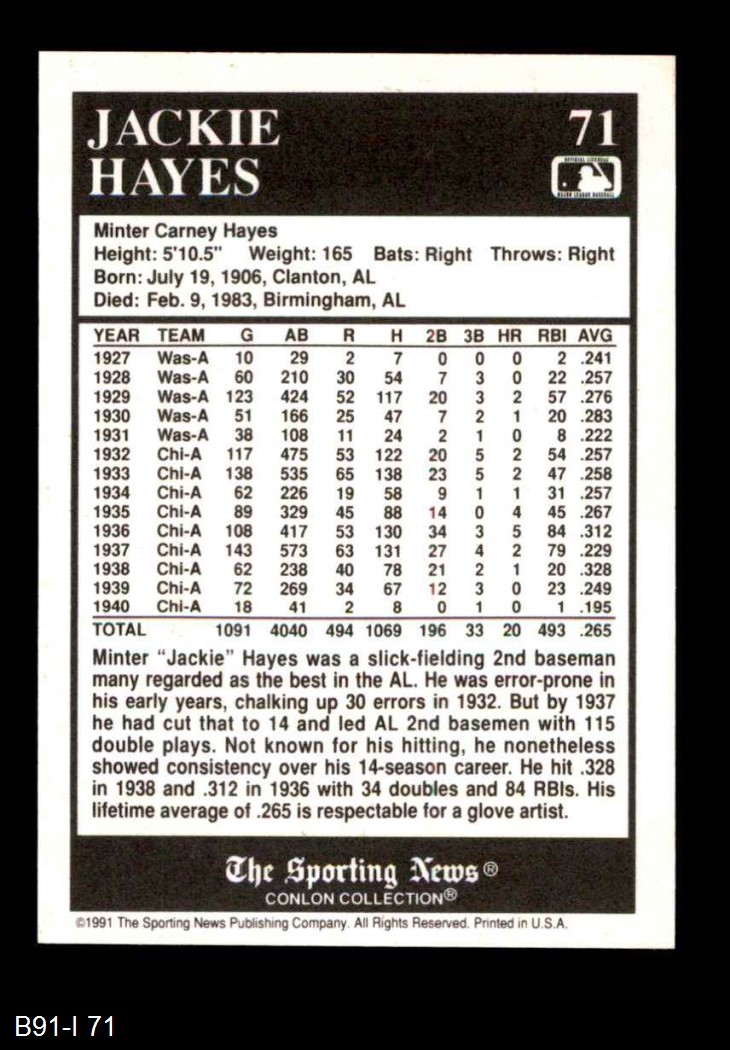 JACKIE 71
HAYES
OFFICIAL LICENSEE
MAJOR LEAGUE BASEBALL
Minter Carney Hayes
Height: 5'10.5" Weight: 165 Bats: Right Throws: Right
Born: July 19, 1906, Clanton, AL
Died: Feb. 9, 1983, Birmingham, AL
YEAR TEAM G AB R H 2B 3B HR RBI AVG
1927 Was-A 10 29 2 7 0 0 0 2 .241
1928 Was-A 60 210 30 54 7 3 0 22 .257
1929 Was-A 123 424 52 117 20 3 2 57 .276
1930 Was-A 51 166 25 47 7 2 1 20 .283
1931 Was-A 38 108 11 24 2 1 0 8 .222
1932 Chi-A 117 475 53 122 20 5 2 54 .257
1933 Chi-A 138 535 65 138 23 5 2 47 .258
1934 Chi-A 62 226 19 58 9 1 1 31 .257
1935 Chi-A 89 329 45 88 14 0 4 45 .267
1936 Chi-A 108 417 53 130 34 3 5 84 .312
1937 Chi-A 143 573 63 131 27 4 2 79 .229
1938 Chi-A 62 238 40 78 21 2 1 20 .328
1939 Chi-A 72 269 34 67 12 3 0 23 .249
1940 Chi-A 18 41 2 8 0 1 0 1 .195
TOTAL 1091 4040 494 1069 196 33 20 493 .265
Minter “Jackie” Hayes was a slick-fielding 2nd baseman
many regarded as the best in the AL. He was error-prone in
his early years, chalking up 30 errors in 1932. But by 1937
he had cut that to 14 and led AL 2nd basemen with 115
double plays. Not known for his hitting, he nonetheless
showed consistency over his 14-season career. He hit .328
in 1938 and .312 in 1936 with 34 doubles and 84 RBIs. His
lifetime average of .265 is respectable for a glove artist.
The Sporting News®
CONLON COLLECTION®
©1991 The Sporting News Publishing Company. All Rights Reserved. Printed in U.S.A.
B91-I 71